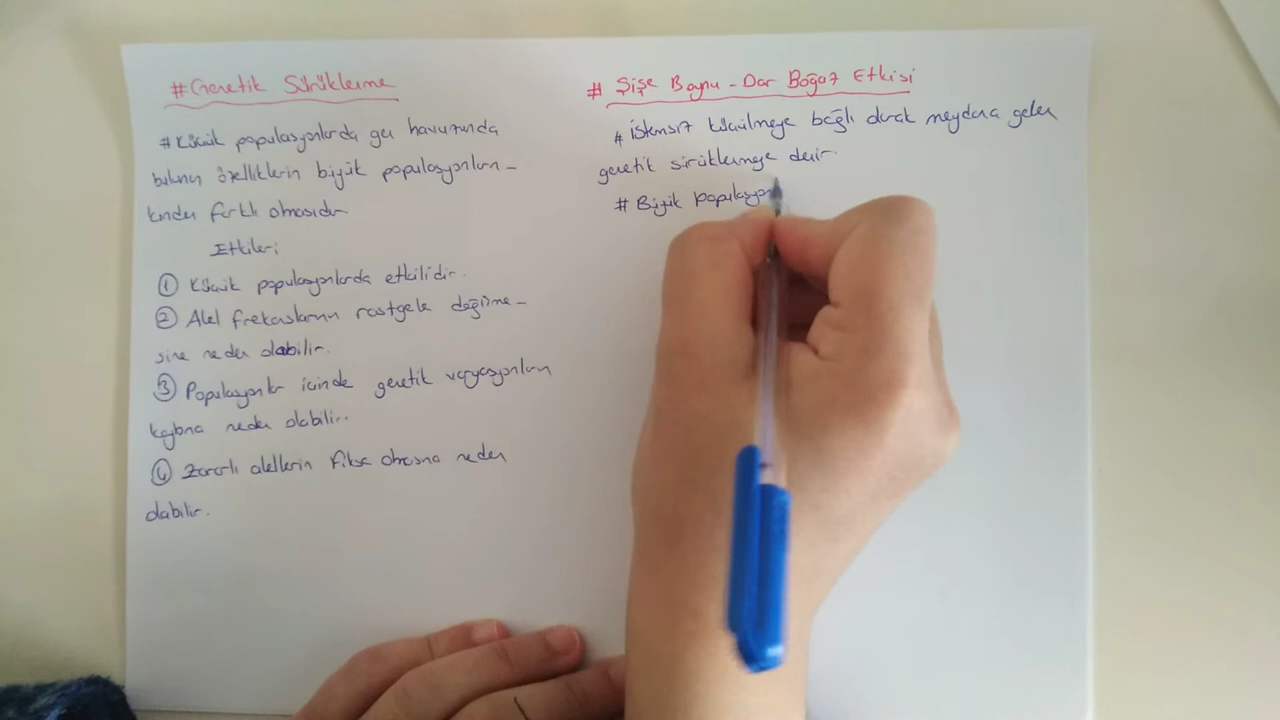 #Genetik Sürüklenme
#Küçük populasyonlarda gen havuzunda
bulunan özelliklerin büyük populasyonların-
kinden farklı olmasıdır
Etkileri
① Küçük populasyonlarda etkilidir.
② Alel frekanslarının rastgele değişme-
sine neden olabilir.
③ Populasyonlar içinde genetik varyasyonların
kaybına neden olabilir.
④ Zararlı alellerin fikse olmasına neden
olabilir.
# Şişe Boynu - Dar Boğaz Etkisi
# istemsiz küçülmeye bağlı olarak meydana gelen
genetik sürüklenmeye denir.
# Büyük populasyon